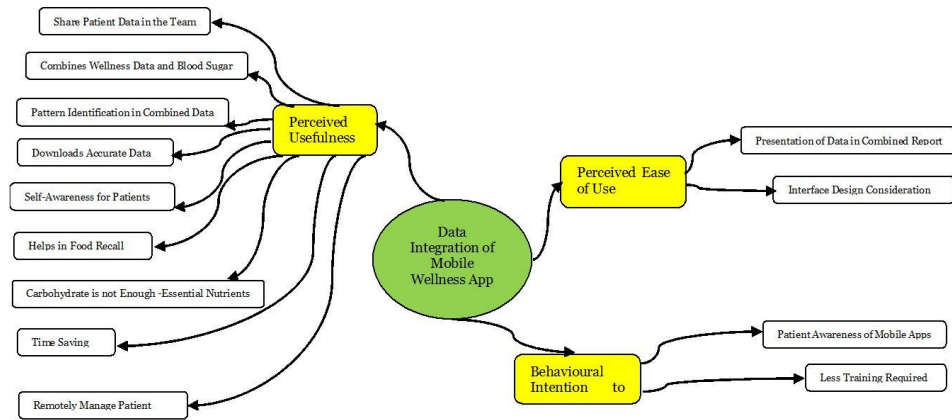 Share Patient Data in the Team
Combines Wellness Data and Blood Sugar
Pattern Identification in Combined Data
Downloads Accurate Data
Self-Awareness for Patients
Helps in Food Recall
Carbohydrate is not Enough -Essential Nutrients
Time Saving
Remotely Manage Patient
Perceived
Usefulness
Data
Integration of
Mobile
Wellness App
Perceived Ease
of Use
Presentation of Data in Combined Report
Interface Design Consideration
Behavioural
Intention to
Patient Awareness of Mobile Apps
Less Training Required